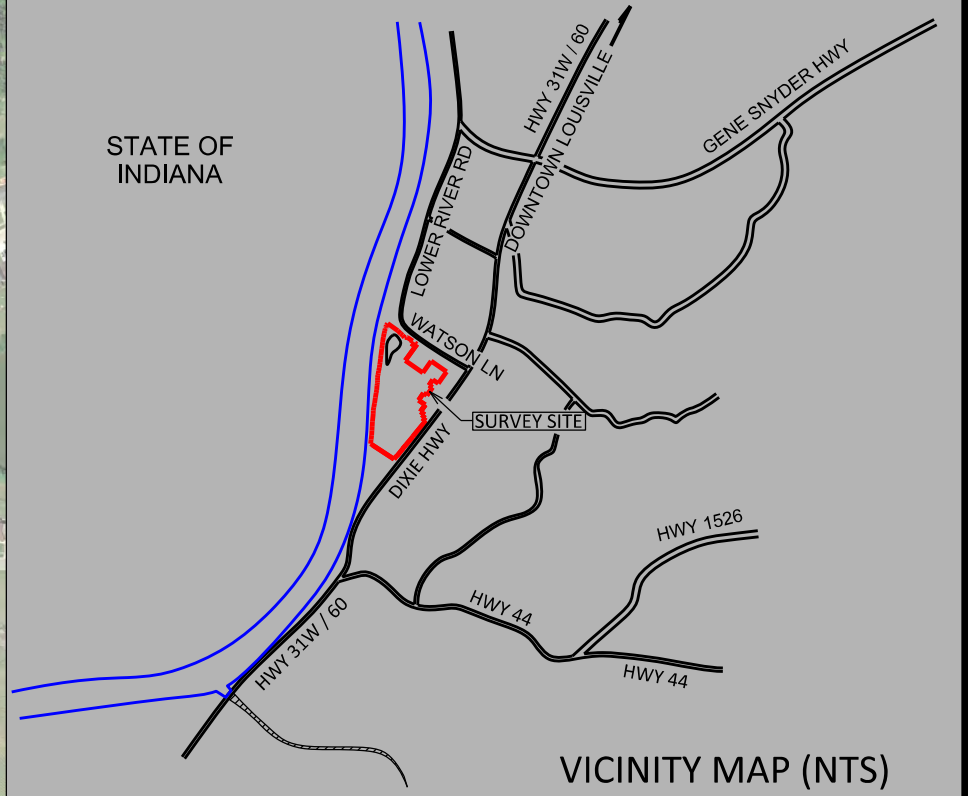 HWY 31W / 60
DOWNTOWN LOUISVILLE
GENE SNYDER HWY
STATE OF
INDIANA
LOWER RIVER RD
WATSON LN
SURVEY SITE
DIXIE HWY
HWY 1526
HWY 44
HWY 31W / 60
HWY 44
VICINITY MAP (NTS)